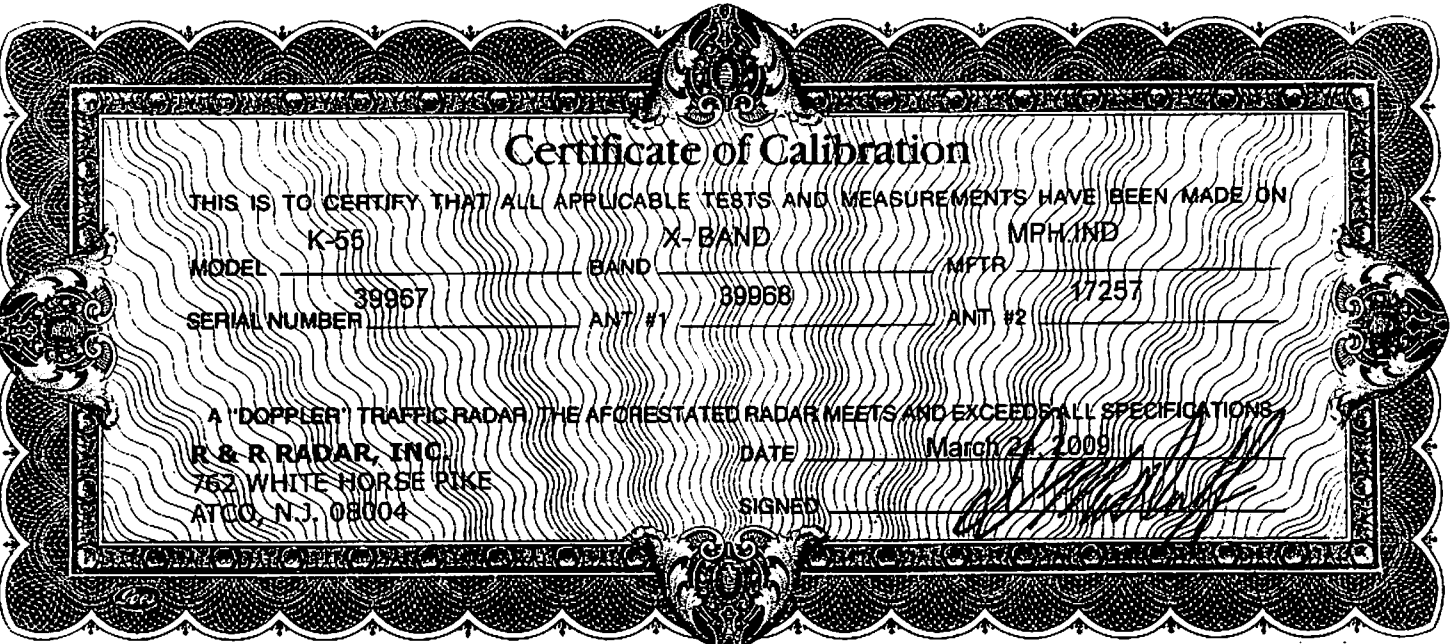 Certificate of Calibration
THIS IS TO CERTIFY THAT ALL APPLICABLE TESTS AND MEASUREMENTS HAVE BEEN MADE ON
K-55 X-BAND MPH.IND
MODEL BAND MFTR
39967 39968 17257
SERIAL NUMBER ANT #1 ANT. #2
A "DOPPLER" TRAFFIC RADAR. THE AFORESTATED RADAR MEETS AND EXCEEDS ALL SPECIFICATIONS.
R & R RADAR, INC. DATE March 24, 2009
762 WHITE HORSE PIKE
ATCO, N.J. 08004 SIGNED